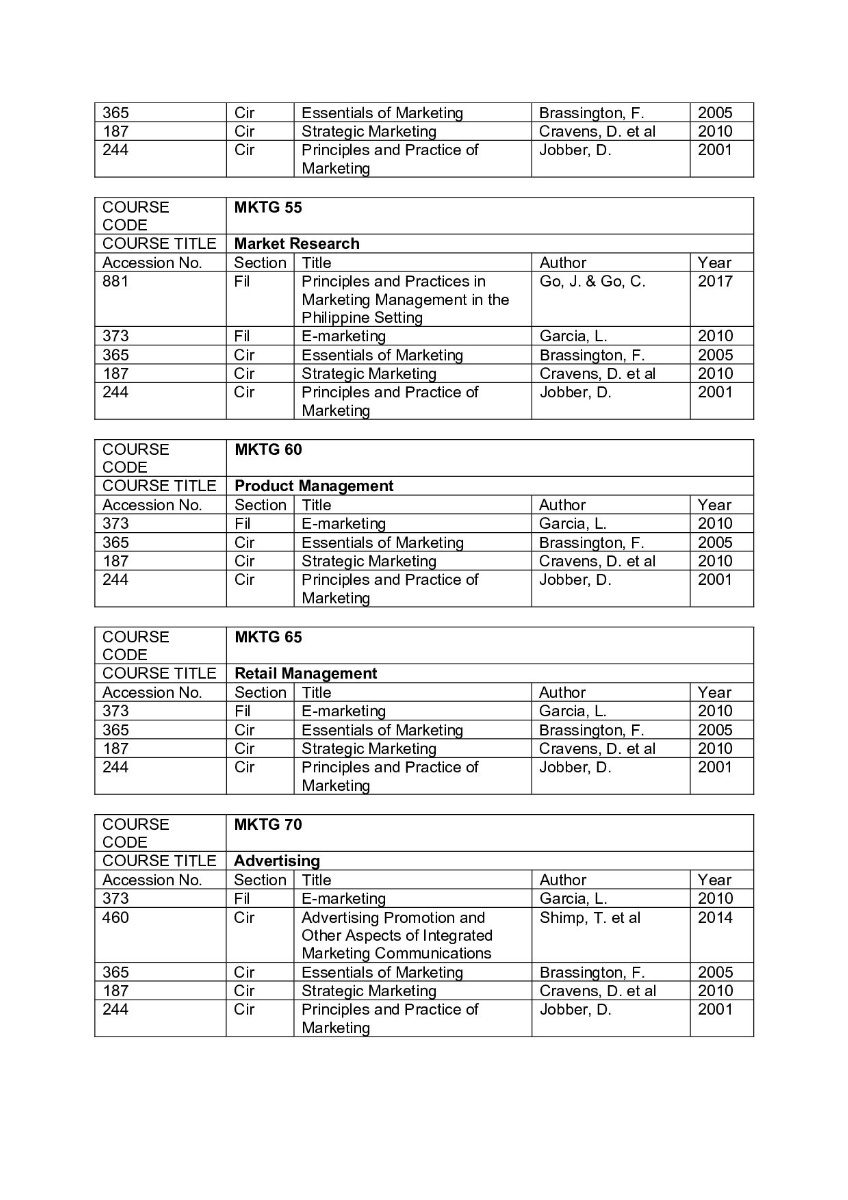 365 Cir Essentials of Marketing Brassington, F. 2005
187 Cir Strategic Marketing Cravens, D. et al 2010
244 Cir Principles and Practice of Jobber, D. 2001
Marketing
COURSE MKTG 55
CODE
COURSE TITLE Market Research
Accession No. Section Title Author Year
881 Fil Principles and Practices in Go, J. & Go, C. 2017
Marketing Management in the
Philippine Setting
373 Fil E-marketing Garcia, L. 2010
365 Cir Essentials of Marketing Brassington, F. 2005
187 Cir Strategic Marketing Cravens, D. et al 2010
244 Cir Principles and Practice of Jobber, D. 2001
Marketing
COURSE MKTG 60
CODE
COURSE TITLE Product Management
Accession No. Section Title Author Year
373 Fil E-marketing Garcia, L. 2010
365 Cir Essentials of Marketing Brassington, F. 2005
187 Cir Strategic Marketing Cravens, D. et al 2010
244 Cir Principles and Practice of Jobber, D. 2001
Marketing
COURSE MKTG 65
CODE
COURSE TITLE Retail Management
Accession No. Section Title Author Year
373 Fil E-marketing Garcia, L. 2010
365 Cir Essentials of Marketing Brassington, F. 2005
187 Cir Strategic Marketing Cravens, D. et al 2010
244 Cir Principles and Practice of Jobber, D. 2001
Marketing
COURSE MKTG 70
CODE
COURSE TITLE Advertising
Accession No. Section Title Author Year
373 Fil E-marketing Garcia, L. 2010
460 Cir Advertising Promotion and Shimp, T. et al 2014
Other Aspects of Integrated
Marketing Communications
365 Cir Essentials of Marketing Brassington, F. 2005
187 Cir Strategic Marketing Cravens, D. et al 2010
244 Cir Principles and Practice of Jobber, D. 2001
Marketing